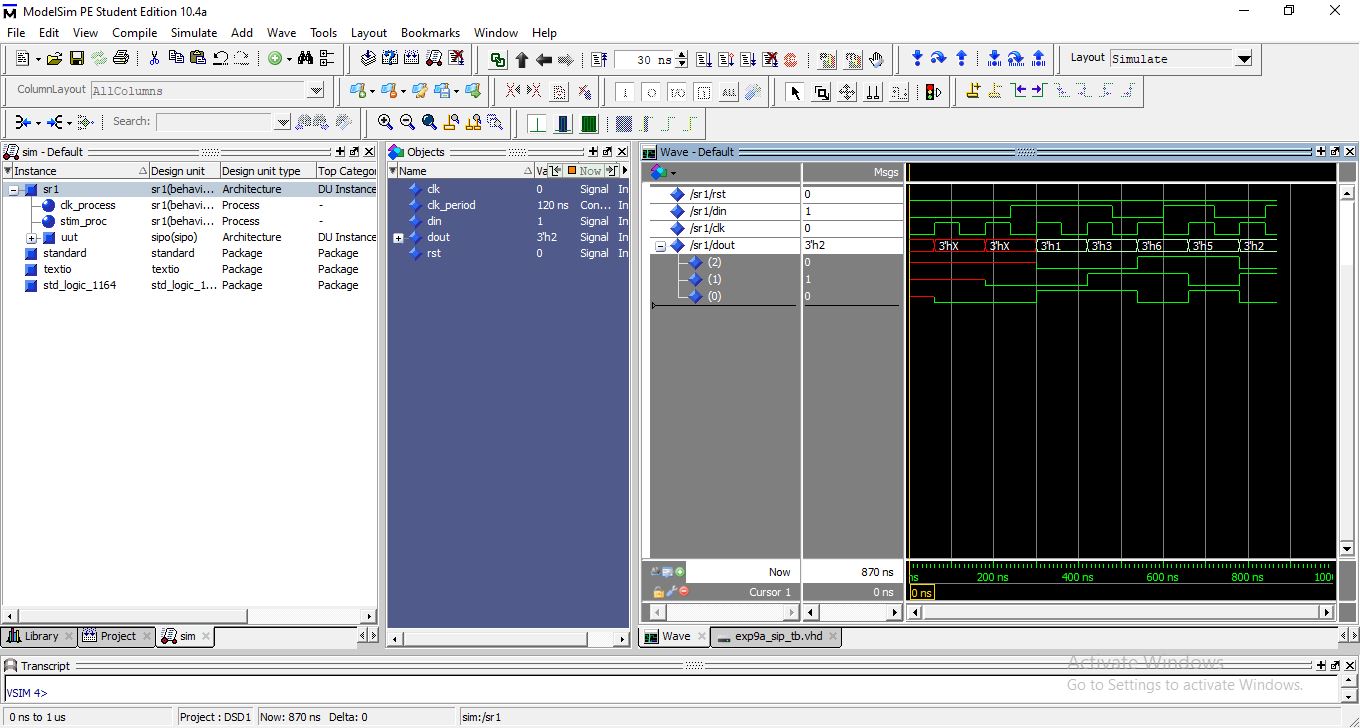 ModelSim PE Student Edition 10.4a
File Edit View Compile Simulate Add Wave Tools Layout Bookmarks Window Help
30 ns Layout Simulate
ColumnLayout AllColumns
Search:
sim - Default
Instance Design unit Design unit type Top Categor
sr1 sr1(behavi... Architecture DU Instance
clk_process sr1(behavi... Process -
stim_proc sr1(behavi... Process -
uut sipo(sipo) Architecture DU Instance
standard standard Package Package
textio textio Package Package
std_logic_1164 std_logic_1... Package Package
Objects
Name Va Now
clk 0 Signal In
clk_period 120 ns Con... In
din 1 Signal In
dout 3'h2 Signal In
rst 0 Signal In
Wave - Default
Msgs
/sr1/rst 0
/sr1/din 1
/sr1/clk 0
/sr1/dout 3'h2 3'hX 3'hX 3'h1 3'h3 3'h6 3'h5 3'h2
(2) 0
(1) 1
(0) 0
Now 870 ns ns 200 ns 400 ns 600 ns 800 ns 100
Cursor 1 0 ns 0 ns
Library Project sim
Wave exp9a_sip_tb.vhd
Transcript
VSIM 4>
Activate Windows
Go to Settings to activate Windows.
0 ns to 1 us Project : DSD1 Now: 870 ns Delta: 0 sim:/sr1